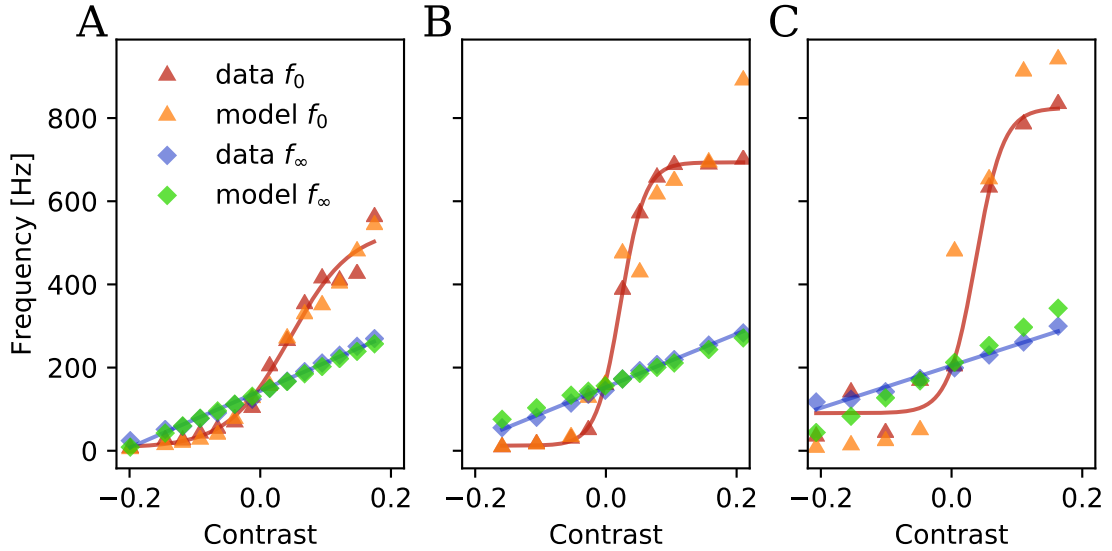 A
B
C
data f₀
model f₀
data f∞
model f∞
Frequency [Hz]
800
600
400
200
0
−0.2 0.0 0.2
−0.2 0.0 0.2
−0.2 0.0 0.2
Contrast
Contrast
Contrast